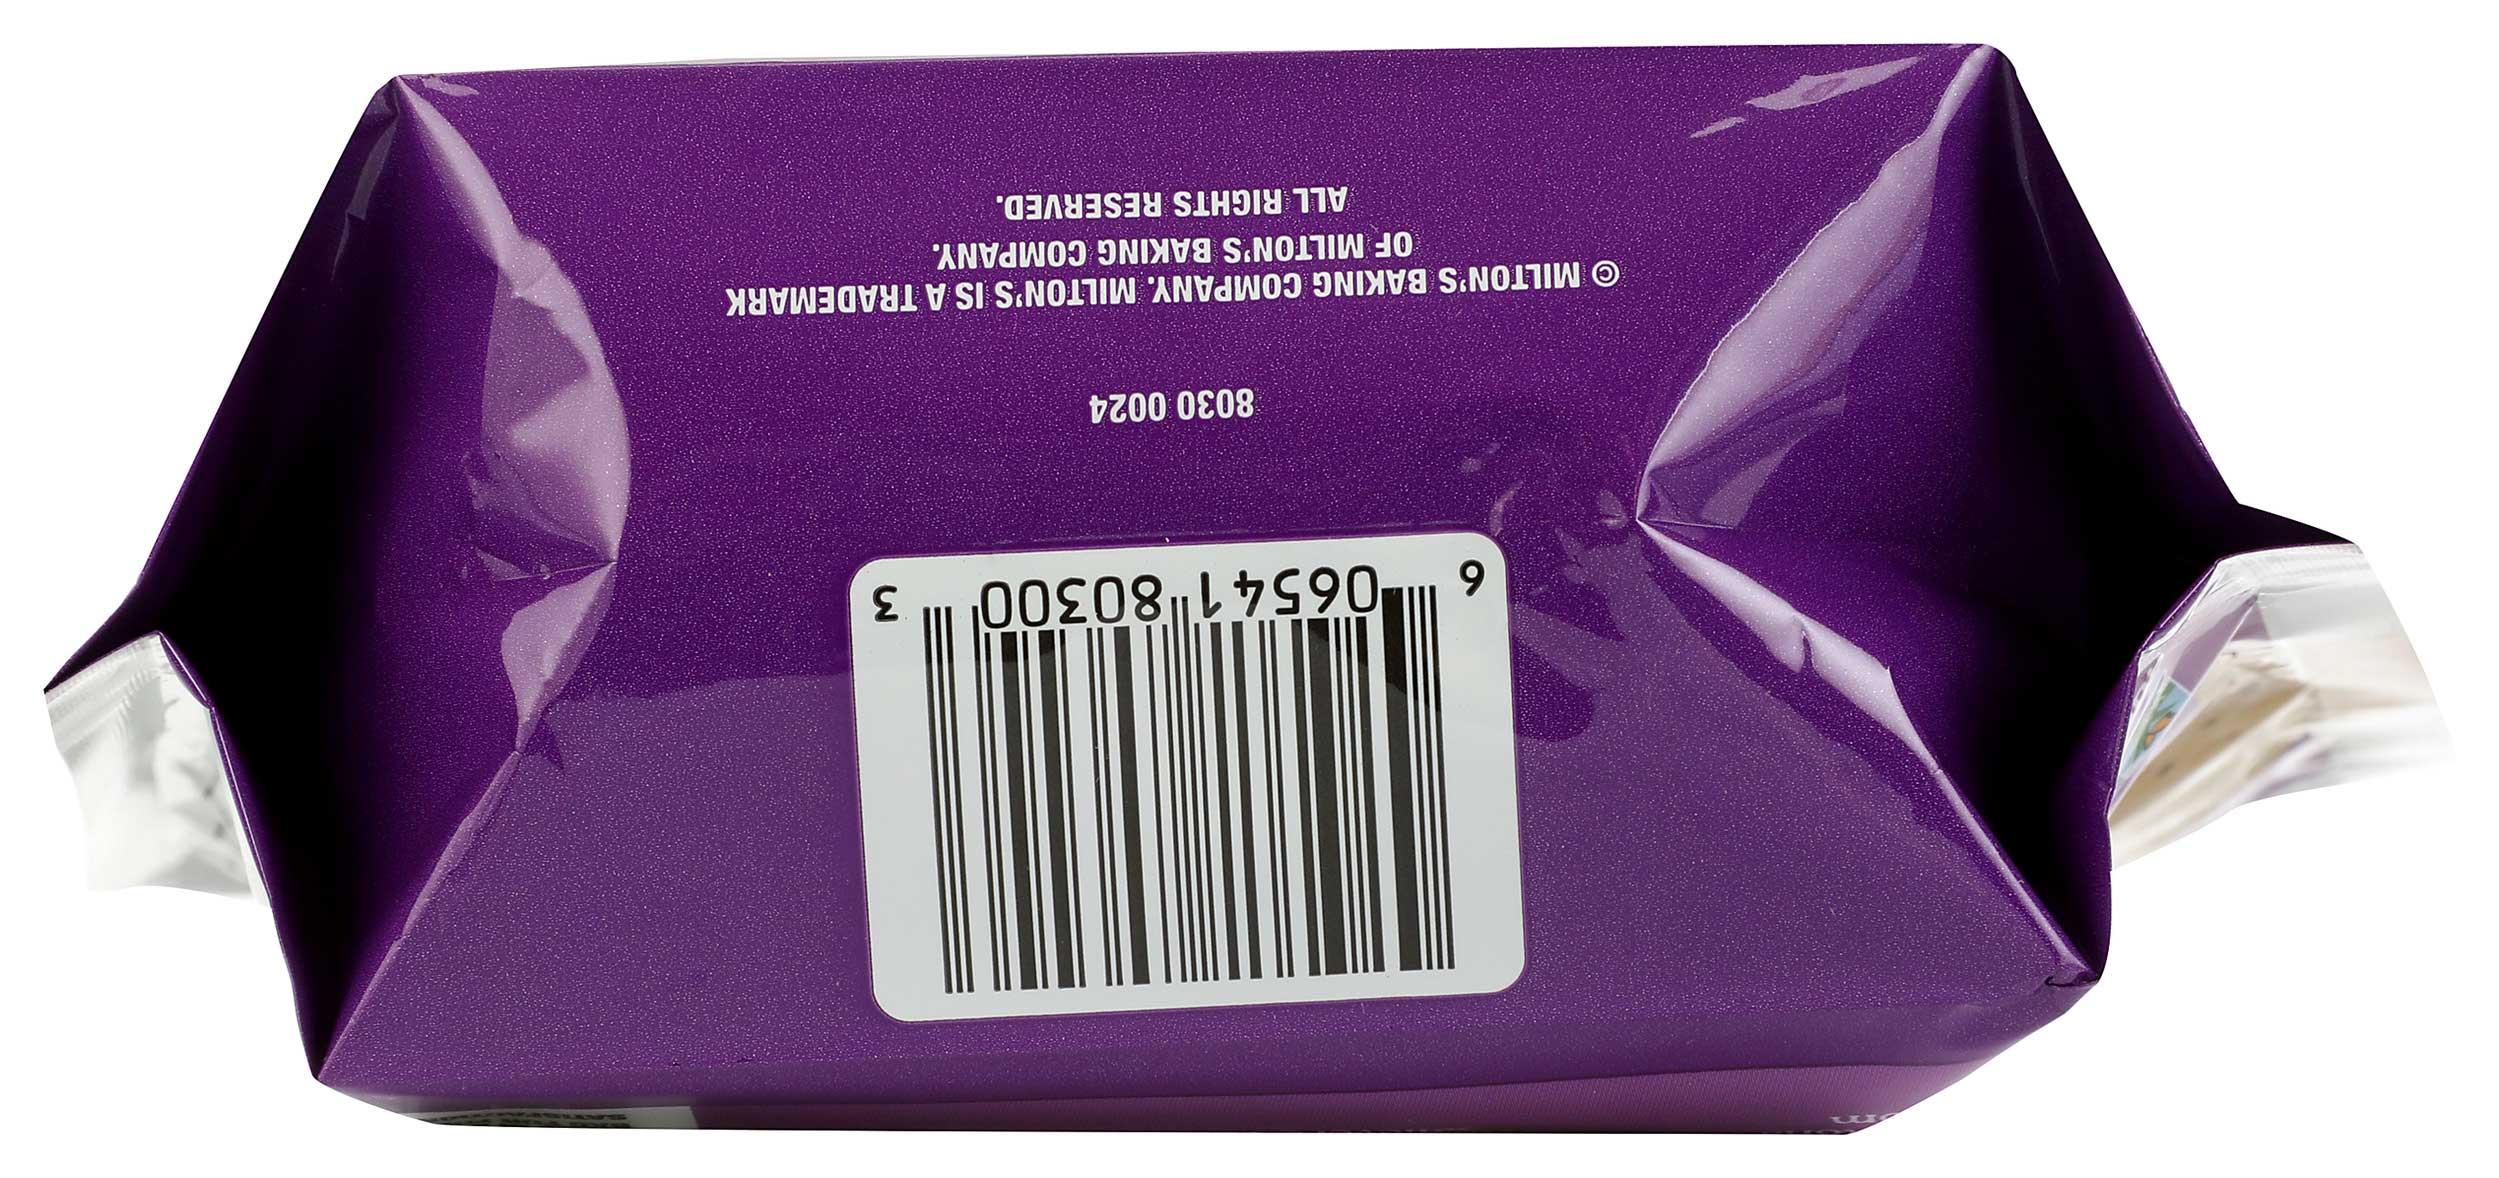 6 06541 80300 3
8030 0024
© MILTON'S BAKING COMPANY. MILTON'S IS A TRADEMARK
OF MILTON'S BAKING COMPANY.
ALL RIGHTS RESERVED.